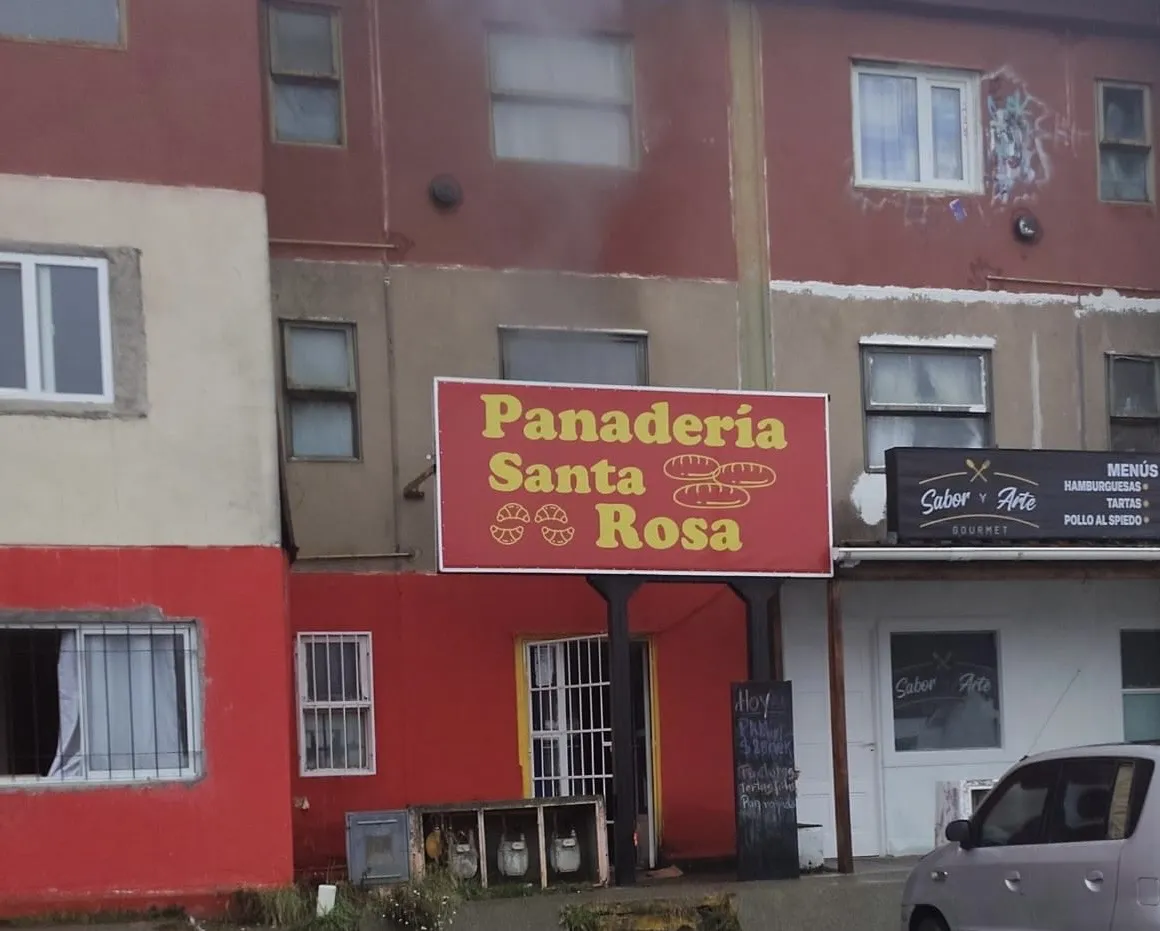 Panadería
Santa
Rosa
Sabor Y Arte
GOURMET
MENÚS
HAMBURGUESAS
TARTAS
POLLO AL SPIEDO
Sabor Arte
Hoy